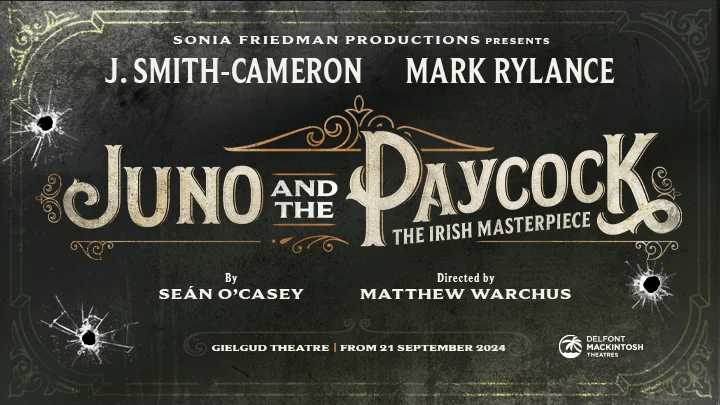 SONIA FRIEDMAN PRODUCTIONS PRESENTS
J. SMITH-CAMERON MARK RYLANCE
JUNO AND THE PAYCOCK
THE IRISH MASTERPIECE
By
SEÁN O'CASEY
Directed by
MATTHEW WARCHUS
GIELGUD THEATRE | FROM 21 SEPTEMBER 2024
DELFONT
MACKINTOSH
THEATRES